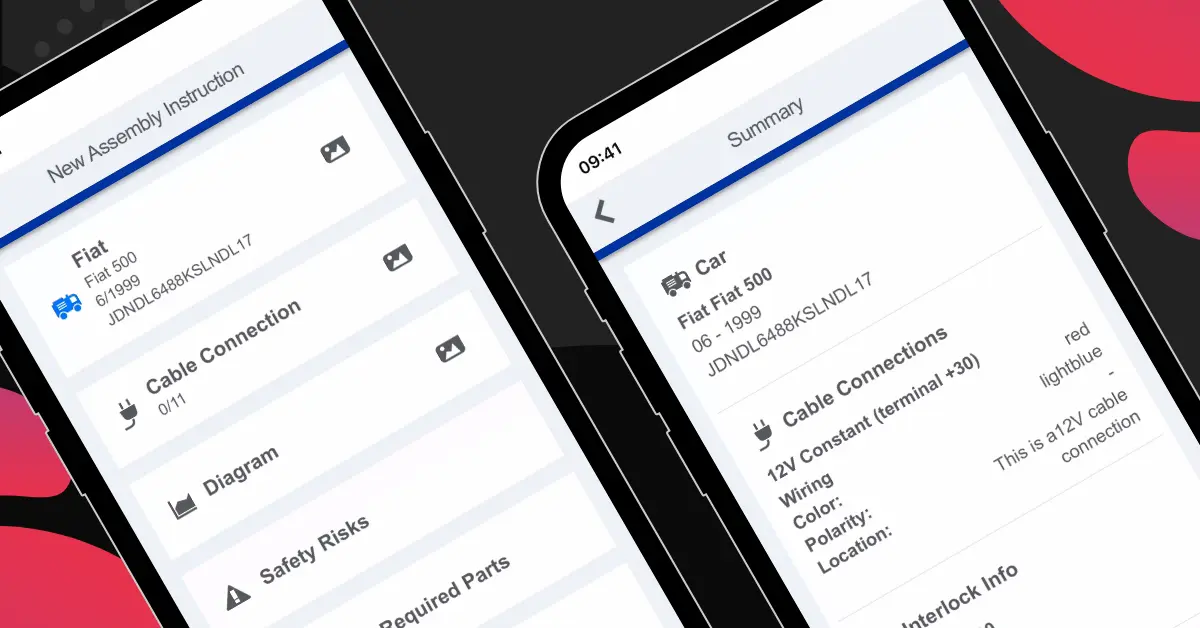 New Assembly Instruction
Fiat
Fiat 500
6/1999
JDNDL6488KSLNDL17
Cable Connection
0/11
Diagram
Safety Risks
Required Parts
09:41
Summary
Car
Fiat Fiat 500
06 - 1999
JDNDL6488KSLNDL17
Cable Connections
12V Constant (terminal +30)
Wiring red
Color: lightblue
Polarity: -
Location: This is a12V cable
connection
Interlock Info